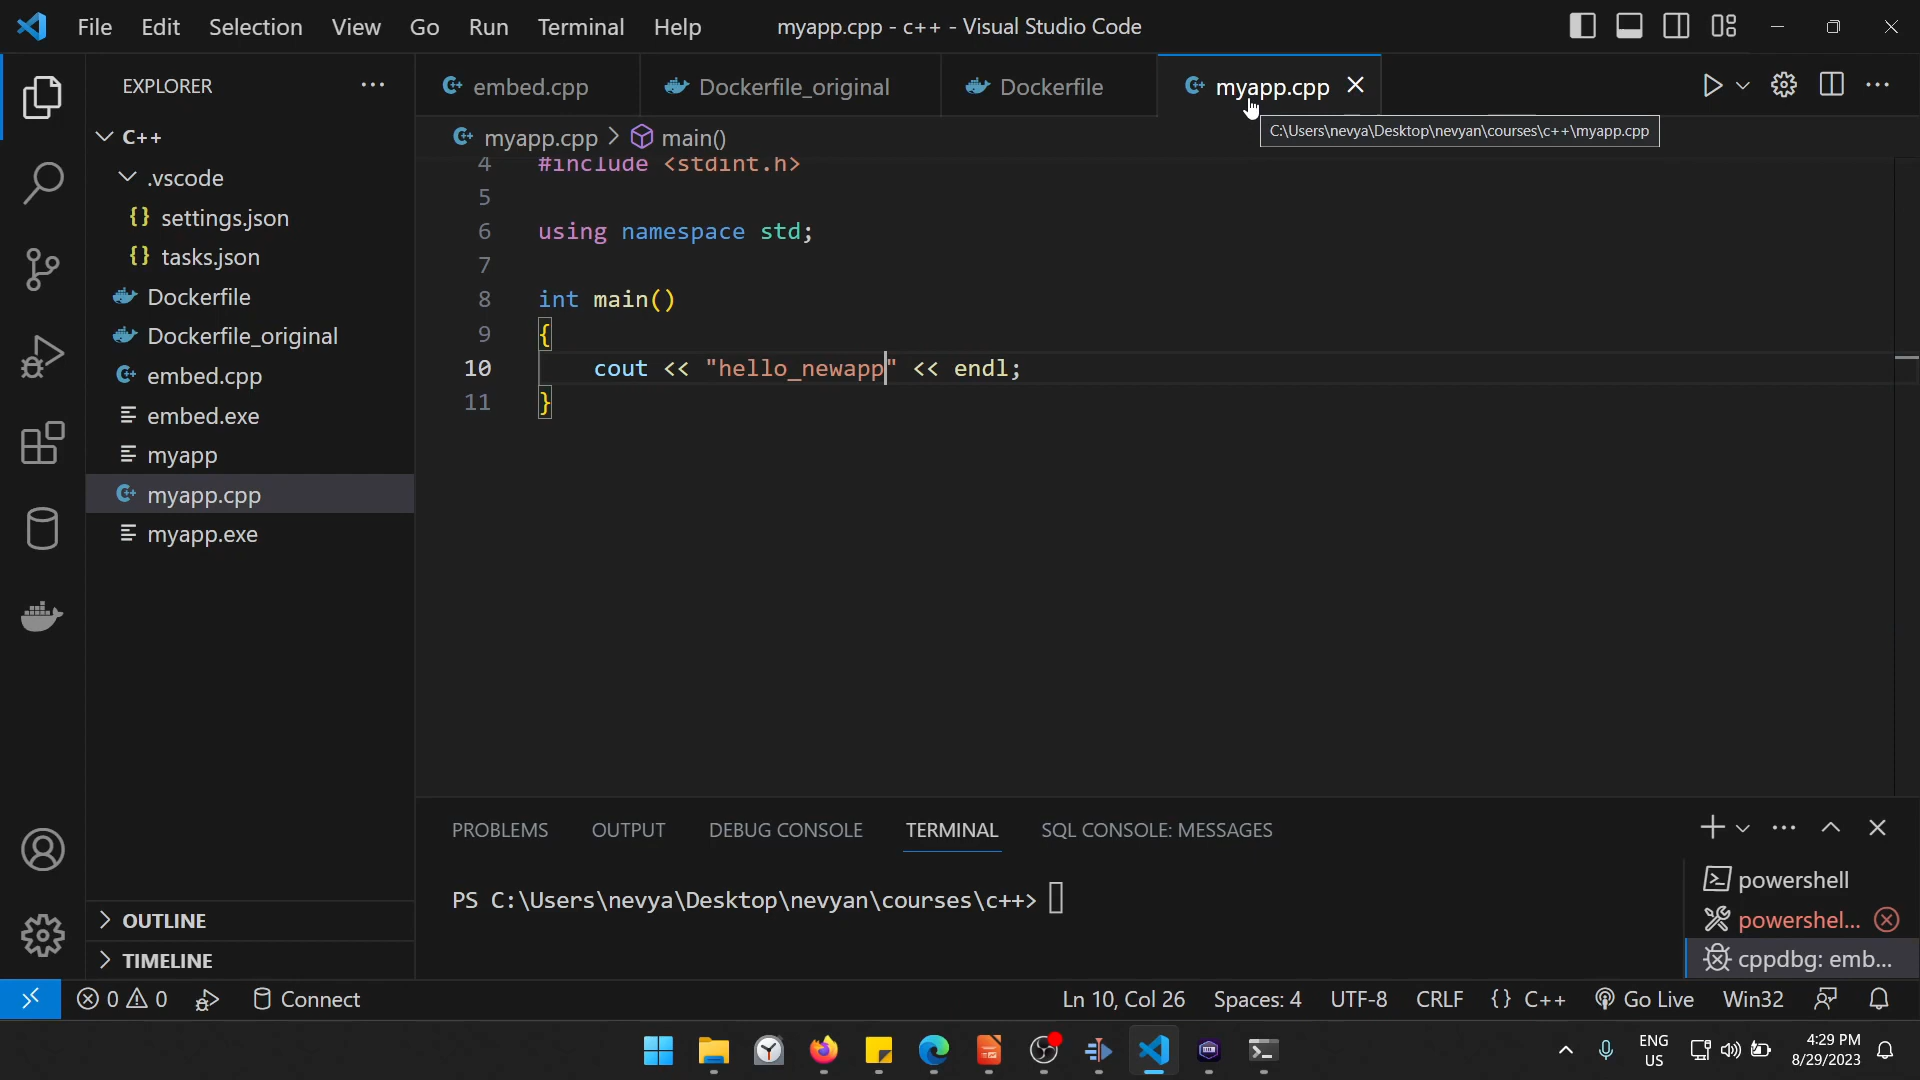 File Edit Selection View Go Run Terminal Help myapp.cpp - c++ - Visual Studio Code
EXPLORER
embed.cpp Dockerfile_original Dockerfile myapp.cpp
C:\Users\nevya\Desktop\nevyan\courses\c++\myapp.cpp
C++
.vscode
{} settings.json
{} tasks.json
Dockerfile
Dockerfile_original
embed.cpp
embed.exe
myapp
myapp.cpp
myapp.exe
OUTLINE
TIMELINE
myapp.cpp > main()
4 #include <stdint.h>
5
6 using namespace std;
7
8 int main()
9 {
10 cout << "hello_newapp" << endl;
11 }
PROBLEMS OUTPUT DEBUG CONSOLE TERMINAL SQL CONSOLE: MESSAGES
PS C:\Users\nevya\Desktop\nevyan\courses\c++>
powershell
powershel...
cppdbg: emb...
0 0 Connect Ln 10, Col 26 Spaces: 4 UTF-8 CRLF {} C++ Go Live Win32
ENG
US
4:29 PM
8/29/2023